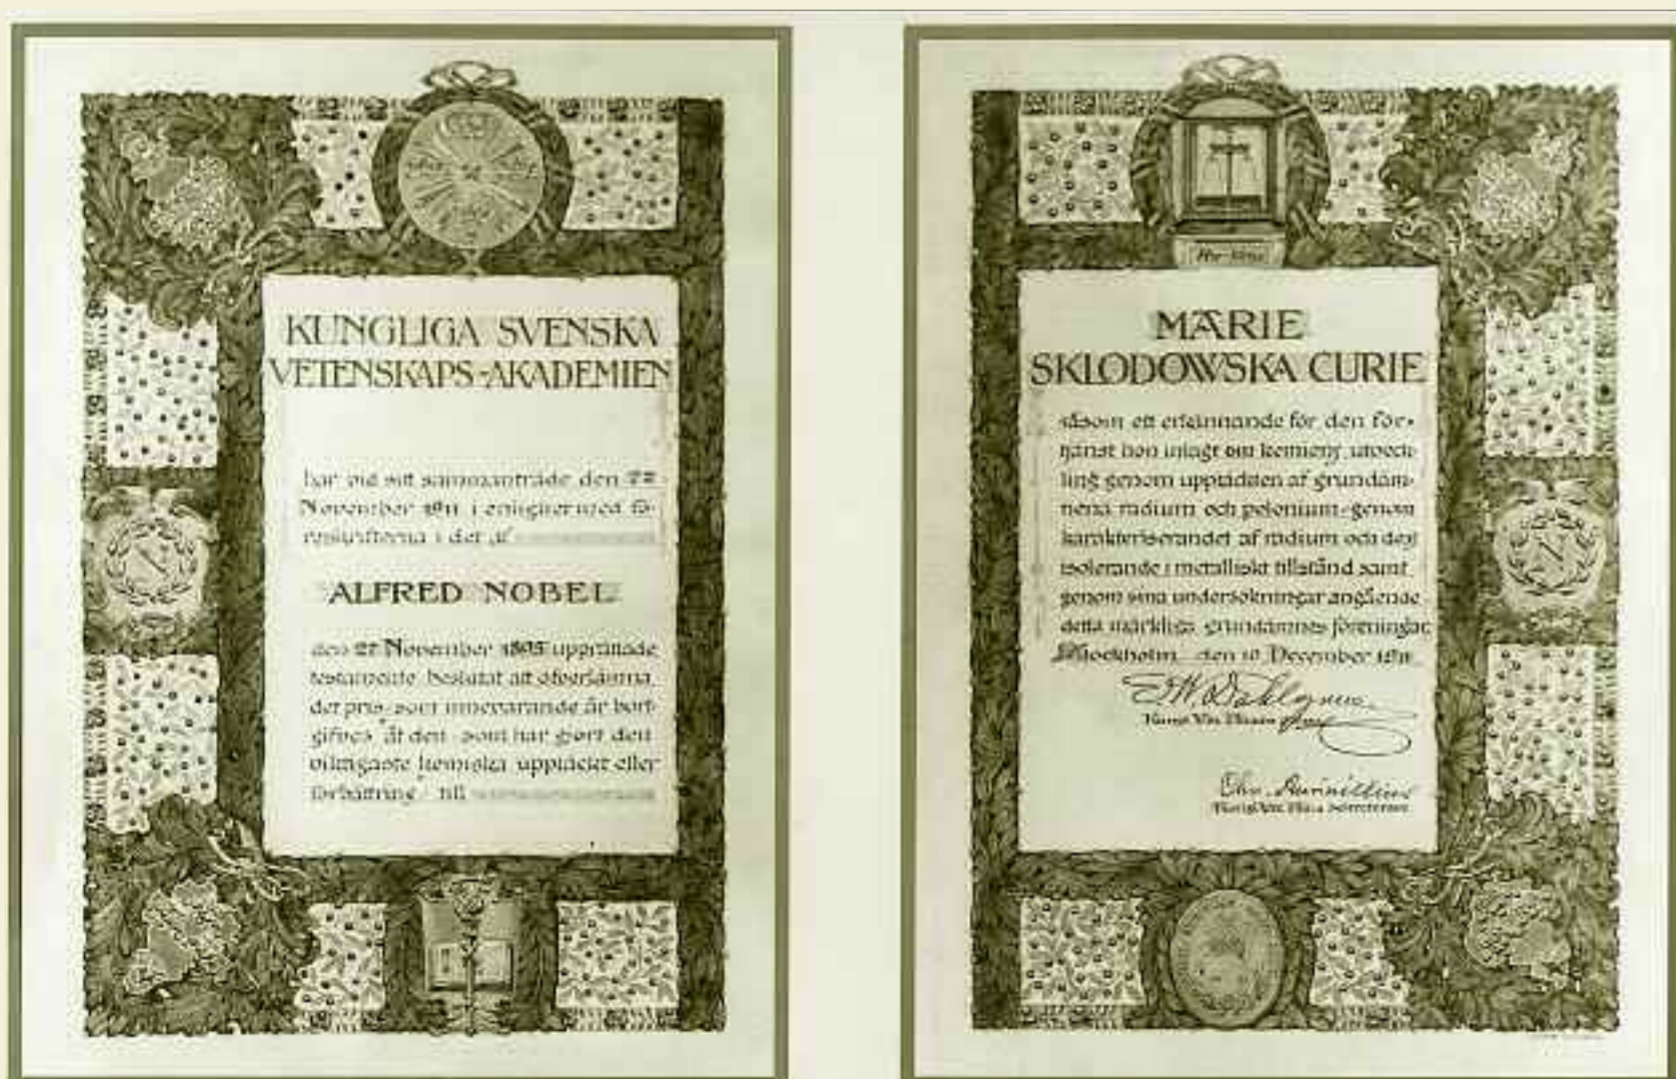 KUNGLIGA SVENSKA
VETENSKAPS-AKADEMIEN
har vid sitt sammanträde den
November 1911 i enlighet med fö-
reskrifterna i det af
ALFRED NOBEL
den 27 November 1895 upprättade
testamente beslutat att öfverlämna
det pris som innevarande år bort-
gifves åt den som har gjort den
viktigaste kemiska upptäckt eller
förbättring till
MARIE
SKLODOWSKA CURIE
såsom ett erkännande för den för-
tjänst hon inlagt om kemiens utveck-
ling genom upptäckten af grundäm-
nena radium och polonium genom
karakteriserandet af radium och dess
isolerande i metalliskt tillstånd samt
genom sina undersökningar angående
detta märkliga grundämnes föreningar
Stockholm den 10 December 1911